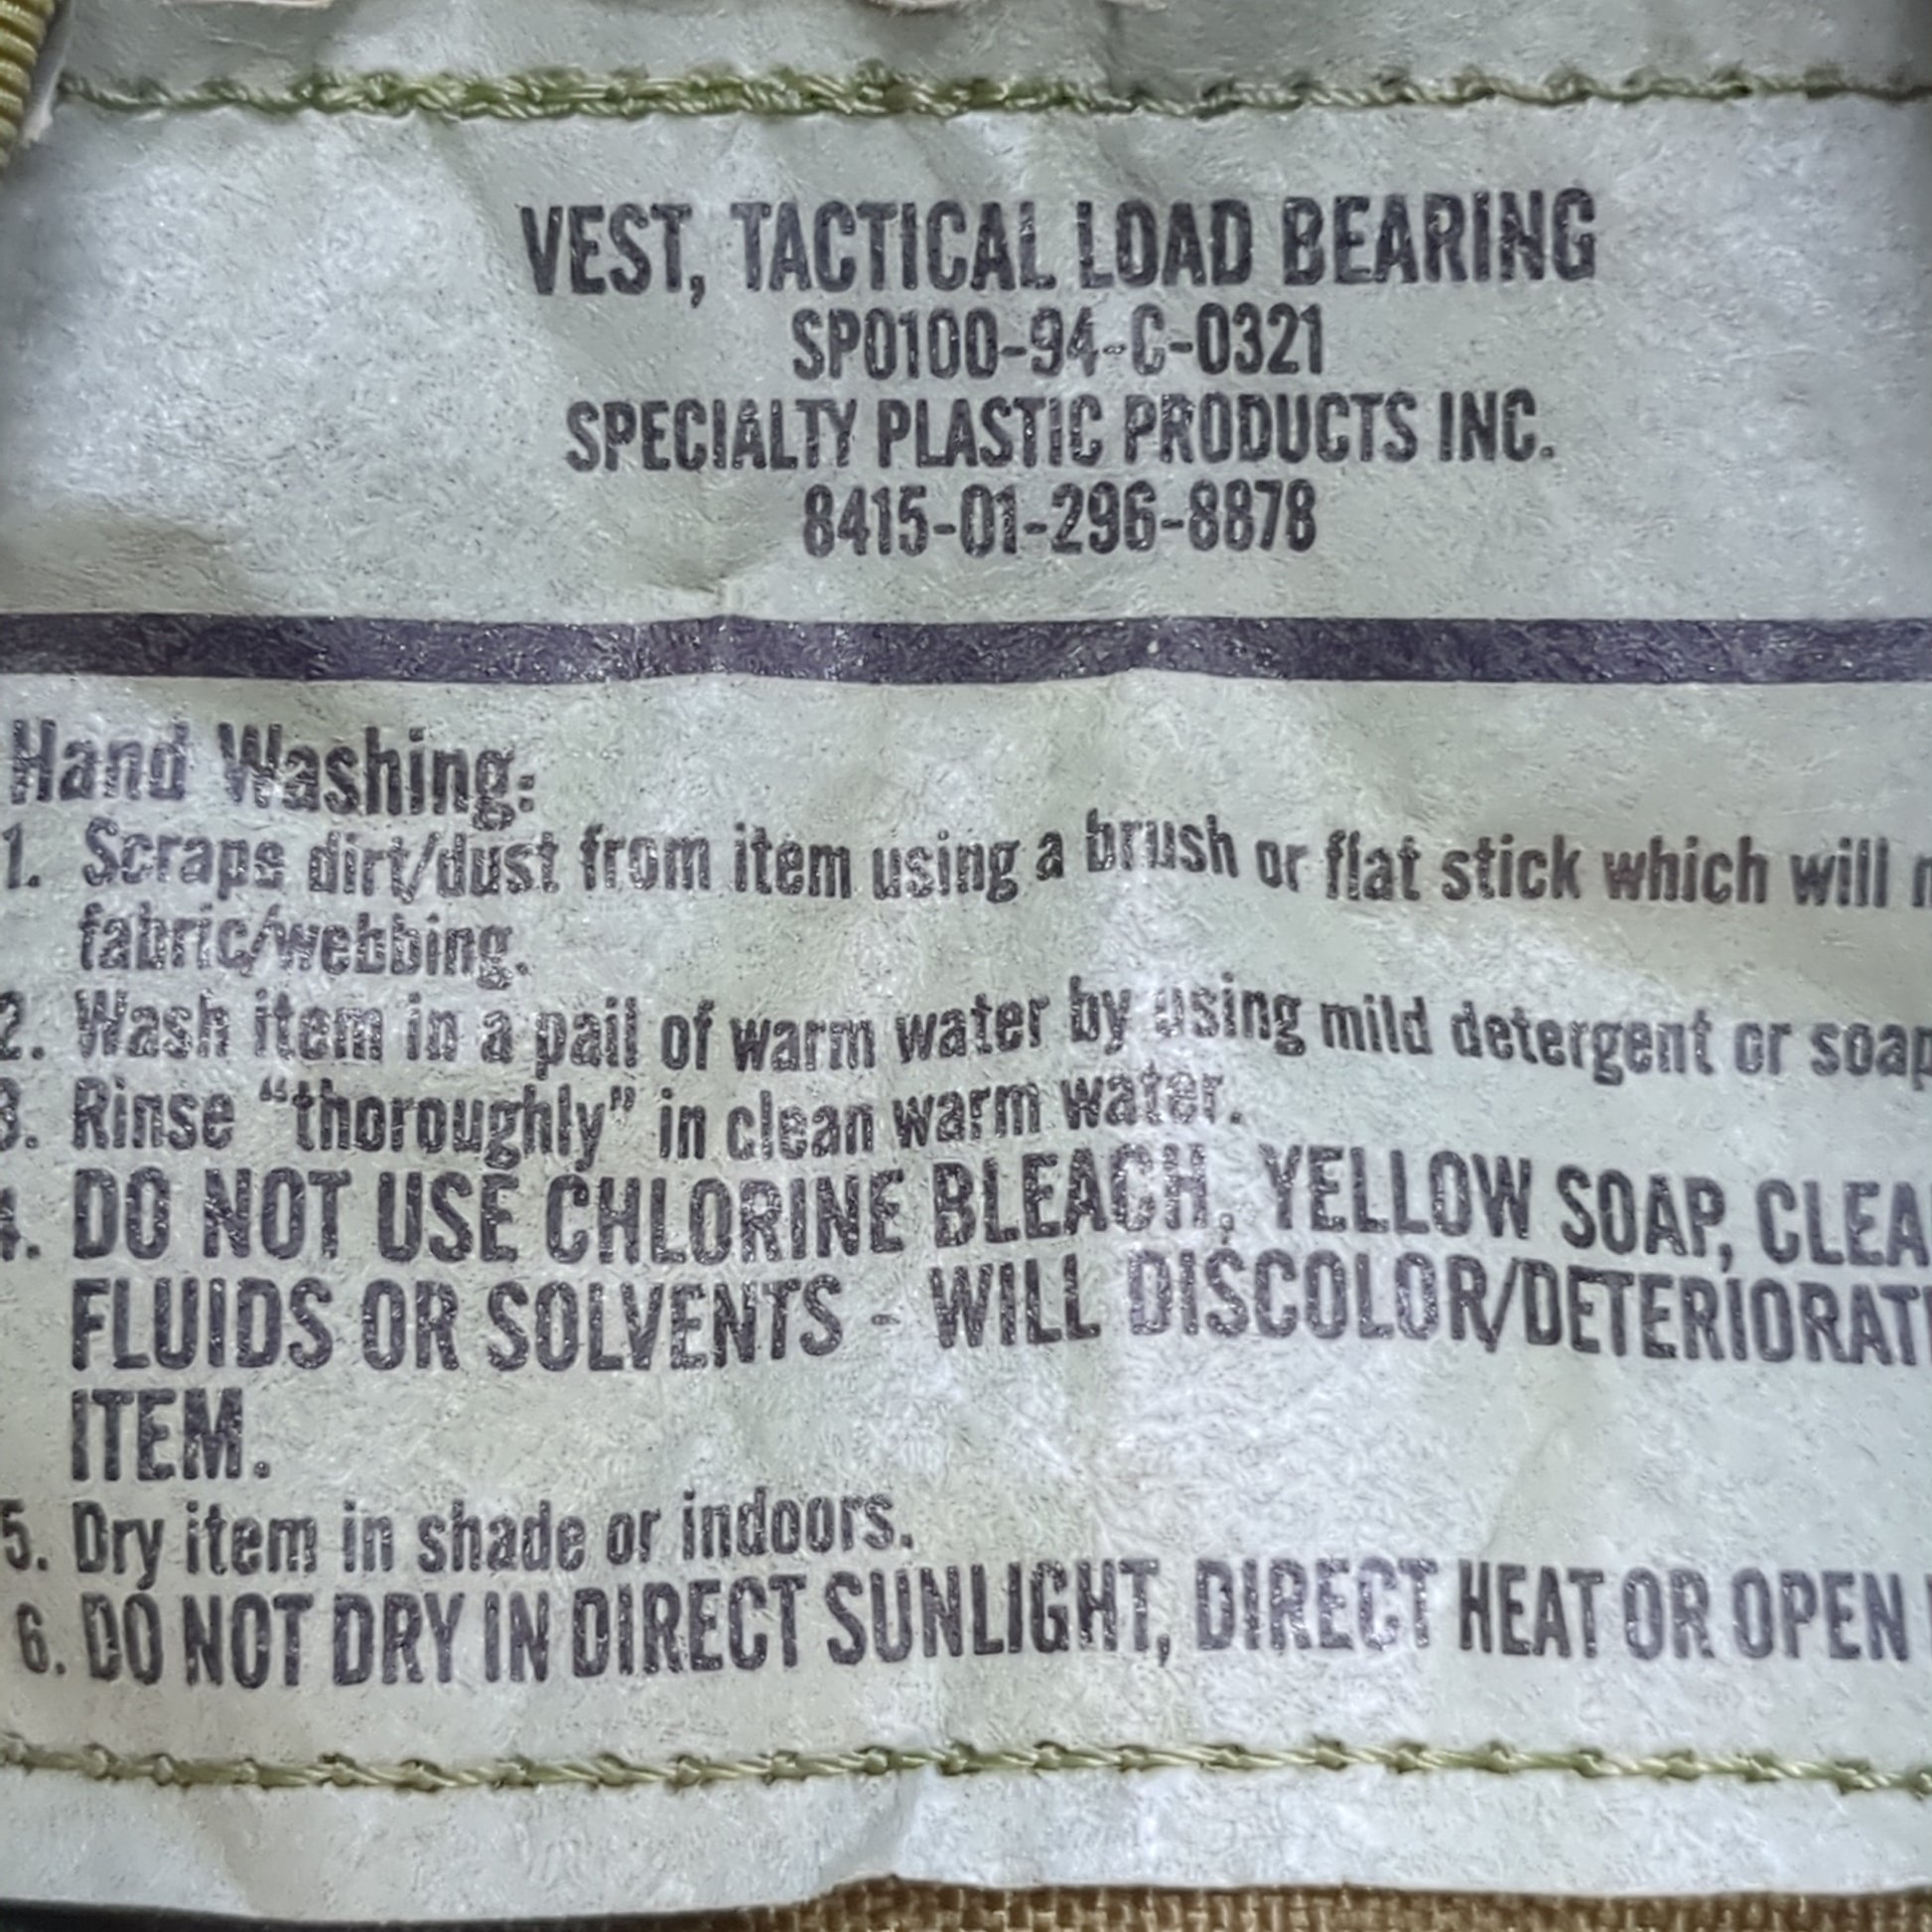 VEST, TACTICAL LOAD BEARING
SP0100-94-C-0321
SPECIALTY PLASTIC PRODUCTS INC.
8415-01-296-8878
Hand Washing:
1. Scrape dirt/dust from item using a brush or flat stick which will
fabric/webbing.
2. Wash item in a pail of warm water by using mild detergent or soap
3. Rinse “thoroughly” in clean warm water.
4. DO NOT USE CHLORINE BLEACH, YELLOW SOAP, CLEA
FLUIDS OR SOLVENTS - WILL DISCOLOR/DETERIORAT
ITEM.
5. Dry item in shade or indoors.
6. DO NOT DRY IN DIRECT SUNLIGHT, DIRECT HEAT OR OPEN